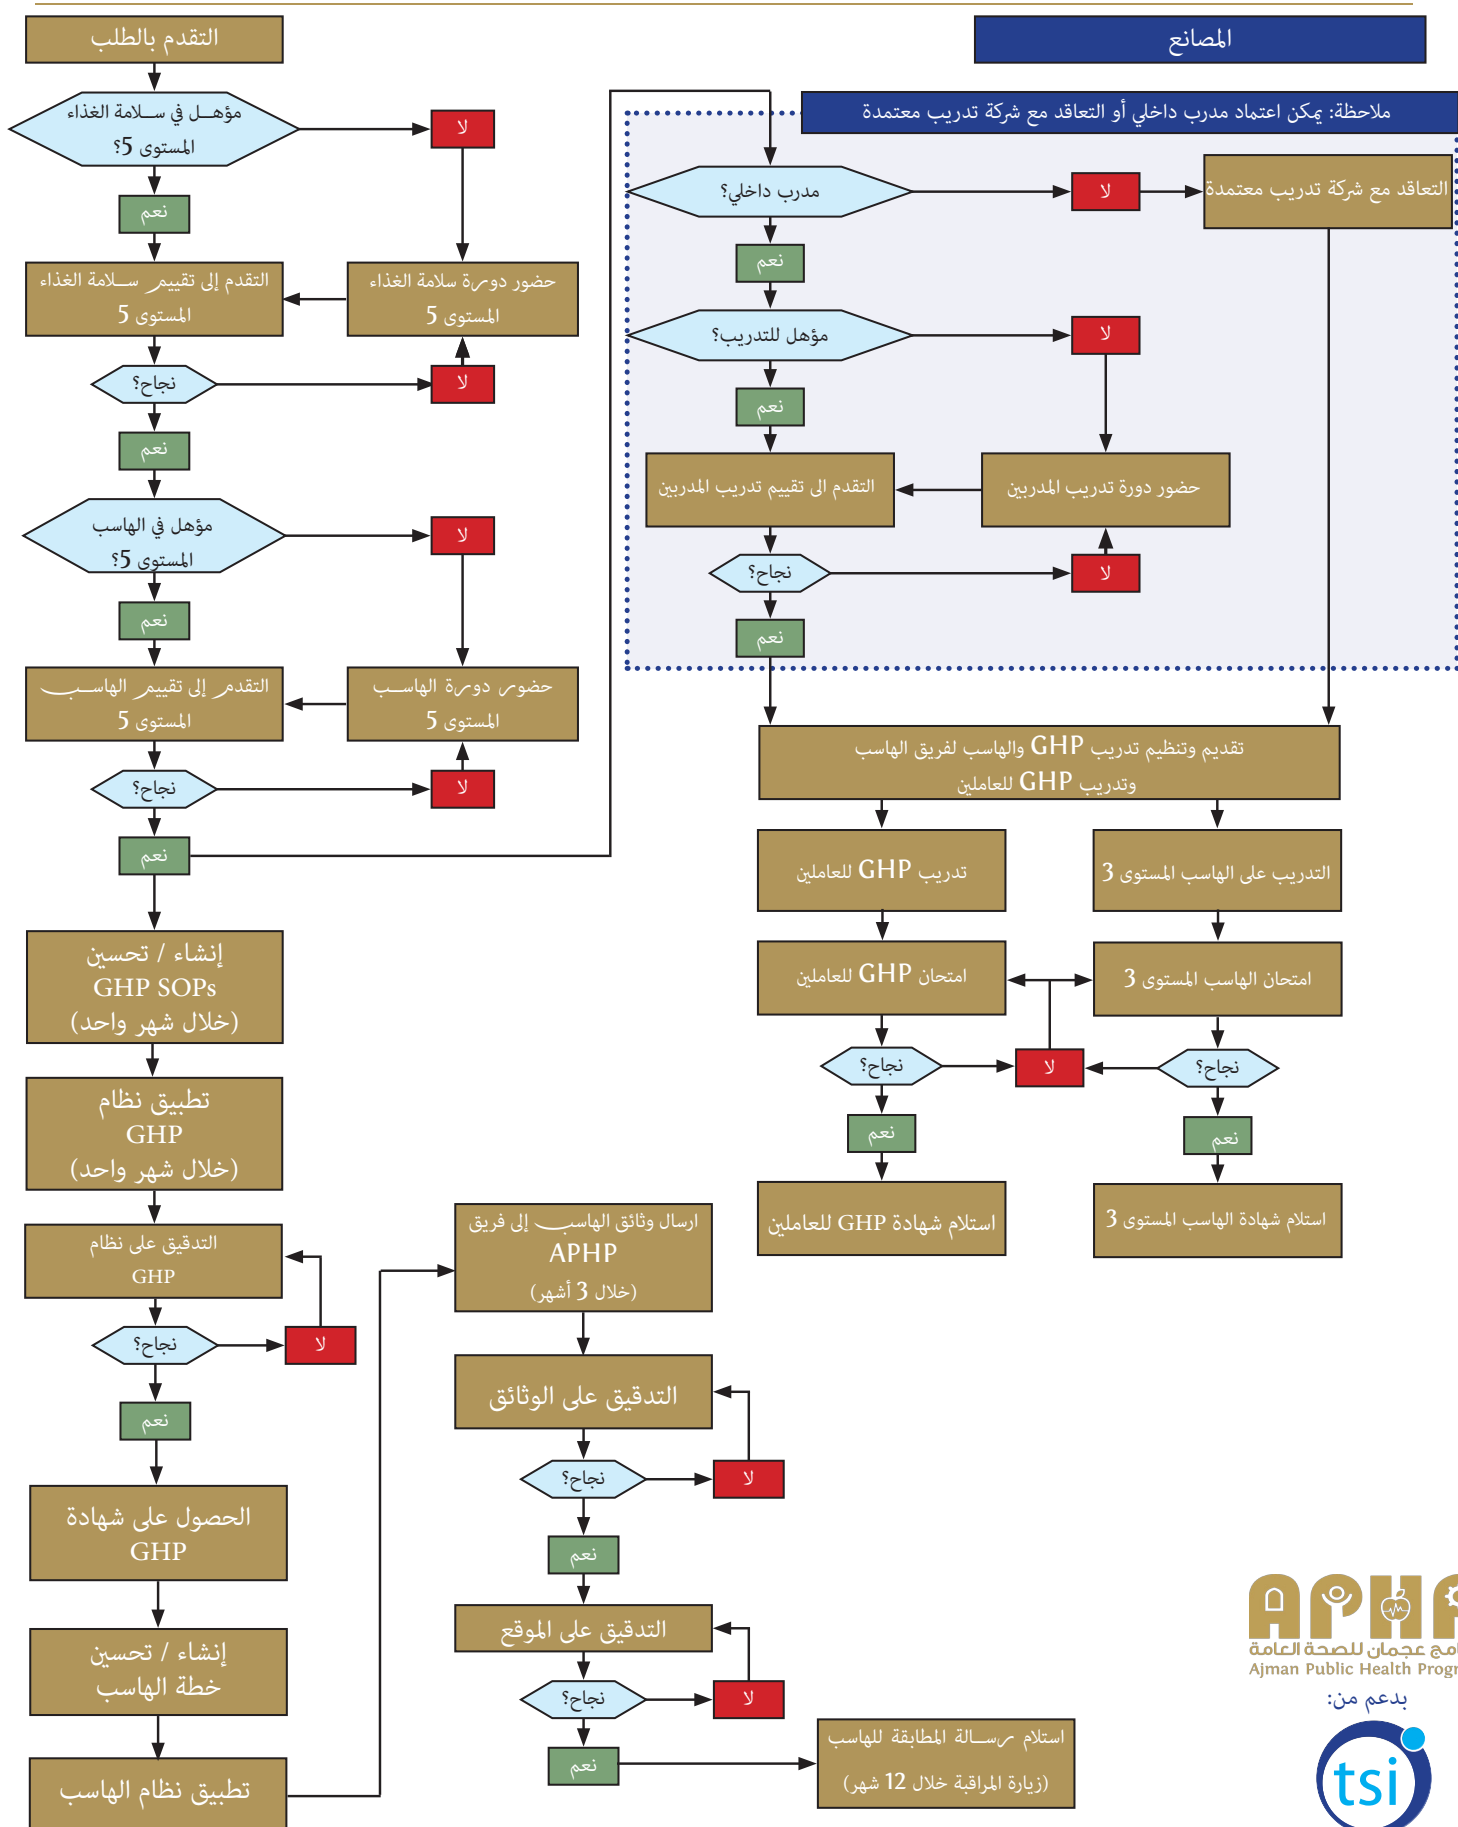 المصانع
التقدم بالطلب
مؤهل في سلامة الغذاء
المستوى 5؟
لا
نعم
حضور دورة سلامة الغذاء
المستوى 5
التقدم إلى تقييم سلامة الغذاء
المستوى 5
نجاح؟
لا
نعم
مؤهل في الهاسب
المستوى 5؟
لا
نعم
حضور دورة الهاسب
المستوى 5
التقدم إلى تقييم الهاسب
المستوى 5
نجاح؟
لا
نعم
إنشاء / تحسين
GHP SOPs
(خلال شهر واحد)
تطبيق نظام
GHP
(خلال شهر واحد)
التدقيق على نظام
GHP
نجاح؟
لا
نعم
الحصول على شهادة
GHP
إنشاء / تحسين
خطة الهاسب
تطبيق نظام الهاسب
ارسال وثائق الهاسب إلى فريق
APHP
(خلال 3 أشهر)
التدقيق على الوثائق
نجاح؟
لا
نعم
التدقيق على الموقع
نجاح؟
لا
نعم
استلام رسالة المطابقة للهاسب
(زيارة المراقبة خلال 12 شهر)
ملاحظة: يمكن اعتماد مدرب داخلي أو التعاقد مع شركة تدريب معتمدة
مدرب داخلي؟
لا
التعاقد مع شركة تدريب معتمدة
نعم
مؤهل للتدريب؟
لا
نعم
حضور دورة تدريب المدربين
التقدم الى تقييم تدريب المدربين
نجاح؟
لا
نعم
تقديم وتنظيم تدريب GHP والهاسب لفريق الهاسب
وتدريب GHP للعاملين
التدريب على الهاسب المستوى 3
تدريب GHP للعاملين
امتحان الهاسب المستوى 3
امتحان GHP للعاملين
نجاح؟
لا
نجاح؟
نعم
نعم
استلام شهادة الهاسب المستوى 3
استلام شهادة GHP للعاملين
APHP
امج عجمان للصحة العامة
Ajman Public Health Progr
بدعم من:
tsi